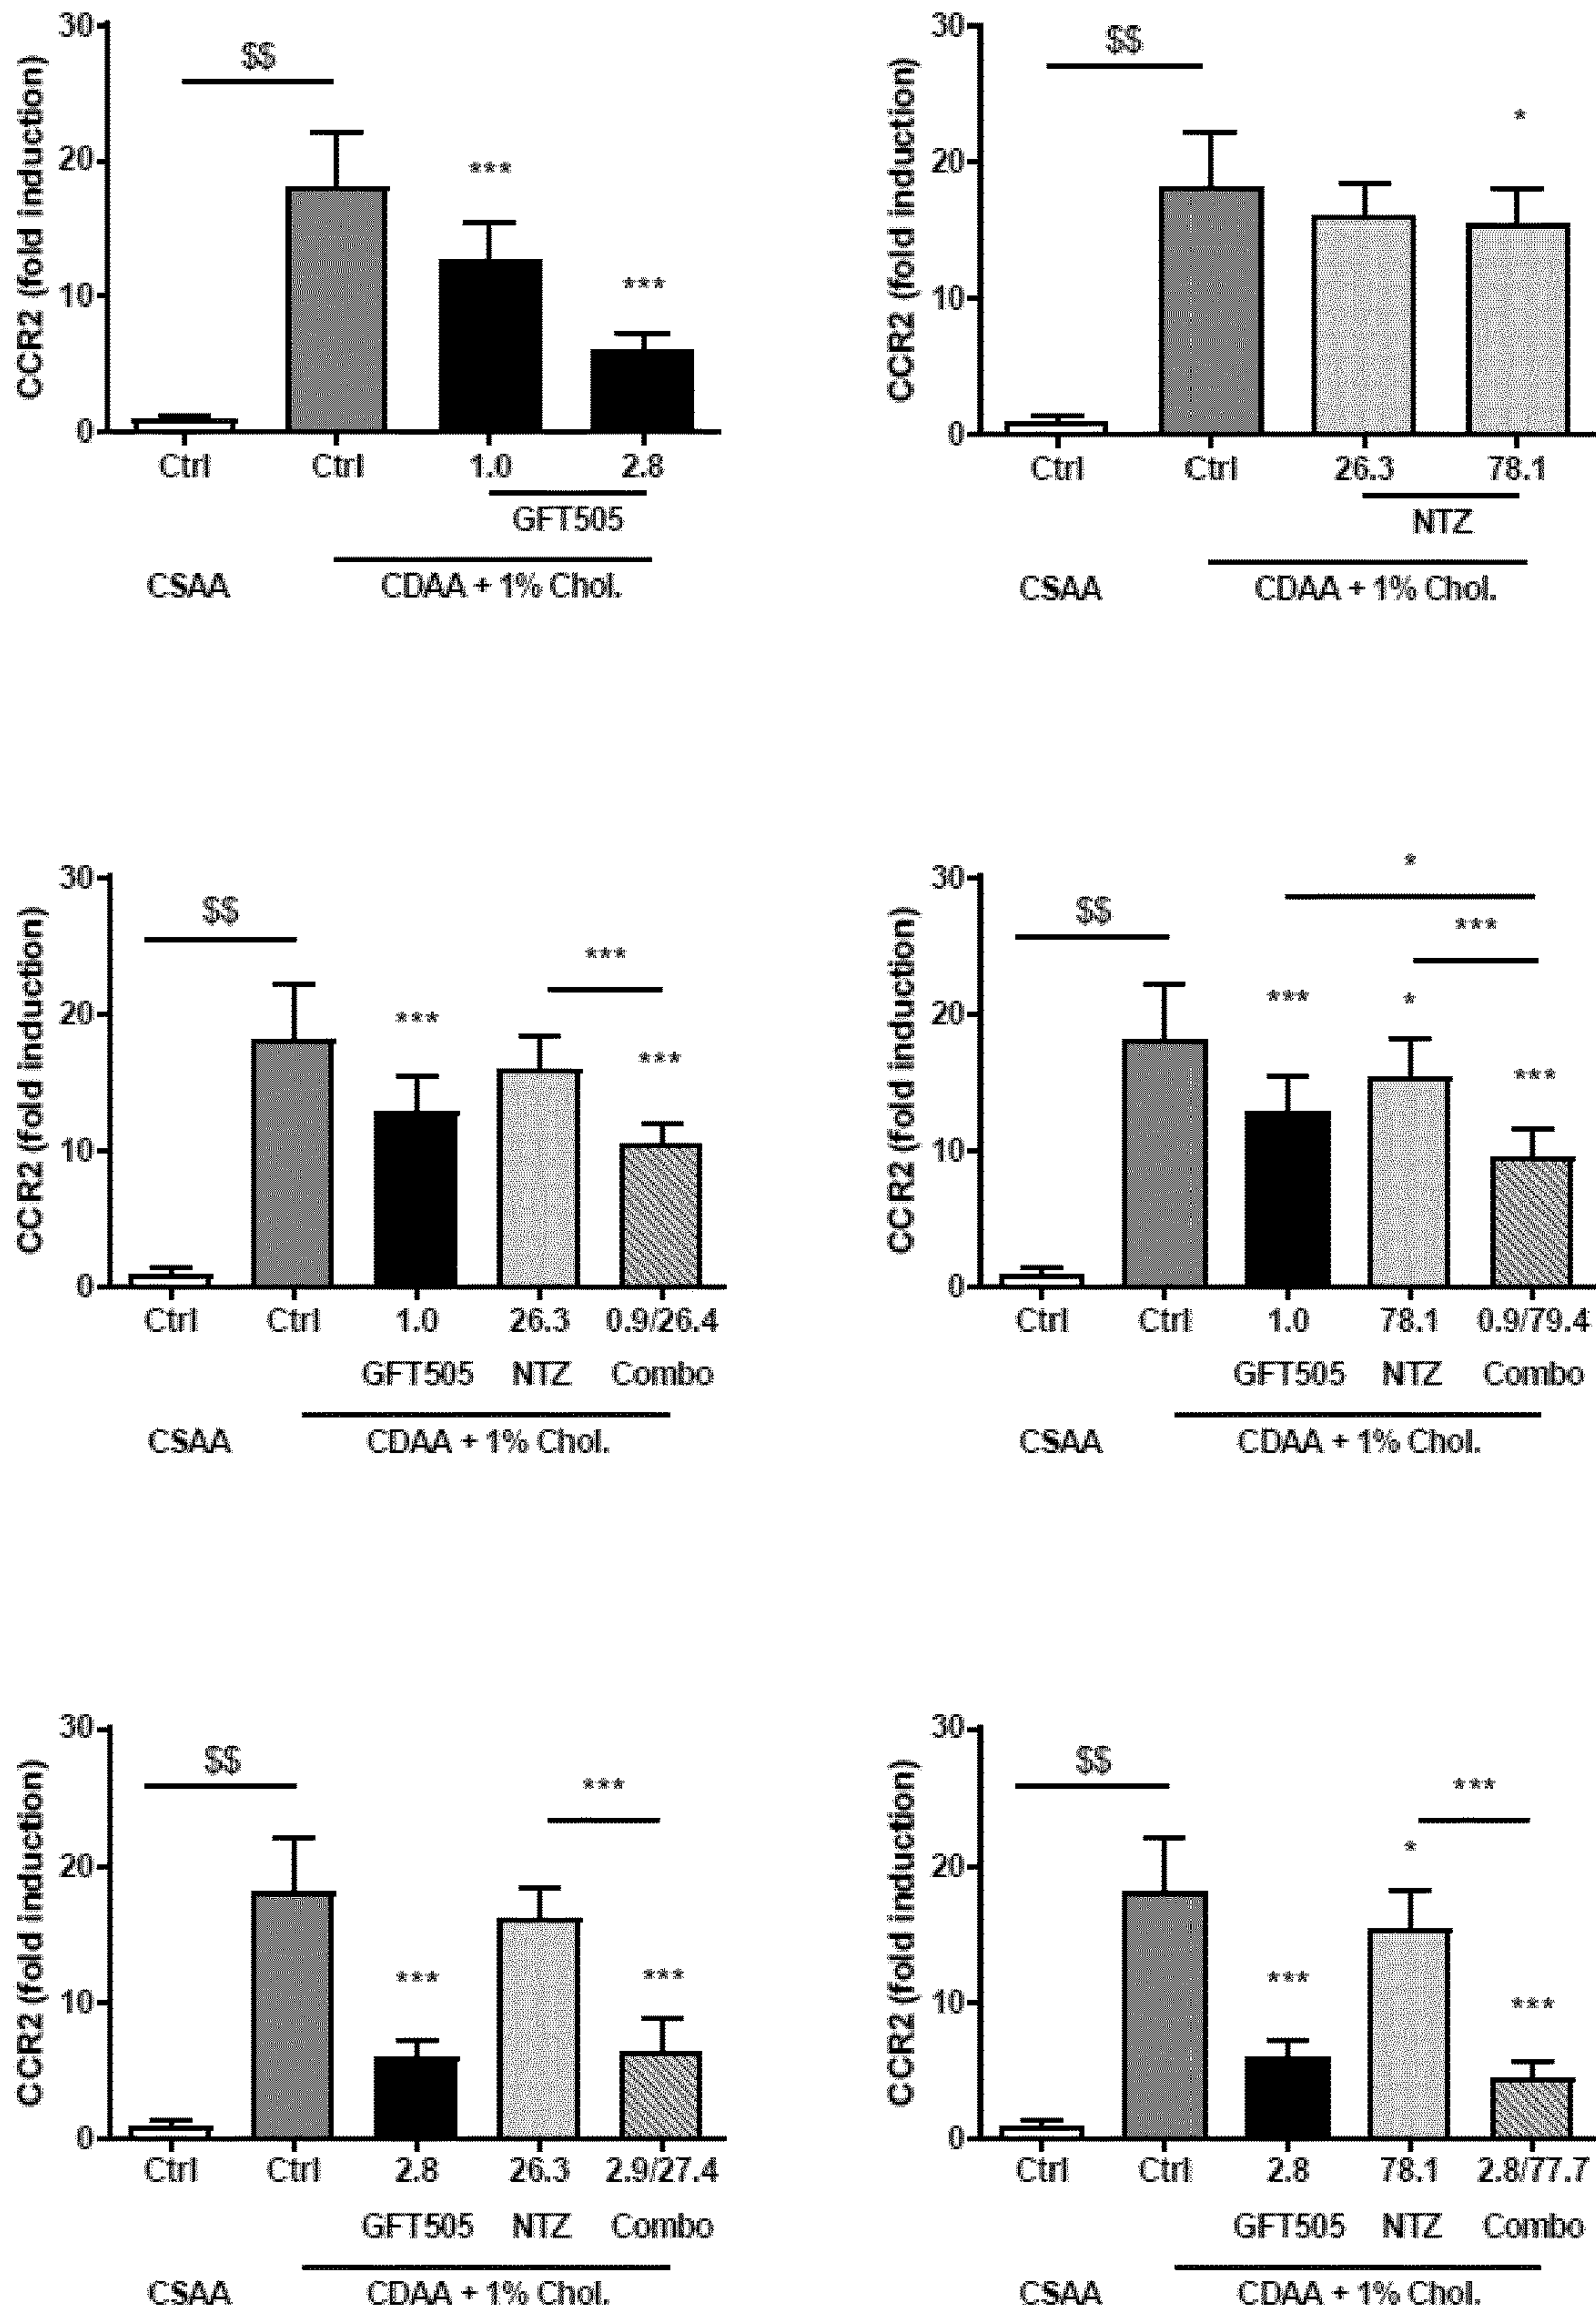 30
20
10
0
CCR2 (fold induction)
$$
***
***
Ctrl Ctrl 1.0 2.8
GFT505
CSAA CDAA + 1% Chol.
30
20
10
0
CCR2 (fold induction)
$$
*
Ctrl Ctrl 26.3 78.1
NTZ
CSAA CDAA + 1% Chol.
30
20
10
0
CCR2 (fold induction)
$$
***
***
***
Ctrl Ctrl 1.0 26.3 0.9/26.4
GFT505 NTZ Combo
CSAA CDAA + 1% Chol.
30
20
10
0
CCR2 (fold induction)
*
$$
***
*** *
***
Ctrl Ctrl 1.0 78.1 0.9/79.4
GFT505 NTZ Combo
CSAA CDAA + 1% Chol.
30
20
10
0
CCR2 (fold induction)
$$
***
*** ***
Ctrl Ctrl 2.8 26.3 2.9/27.4
GFT505 NTZ Combo
CSAA CDAA + 1% Chol.
30
20
10
0
CCR2 (fold induction)
$$
***
*
***
***
Ctrl Ctrl 2.8 78.1 2.8/77.7
GFT505 NTZ Combo
CSAA CDAA + 1% Chol.